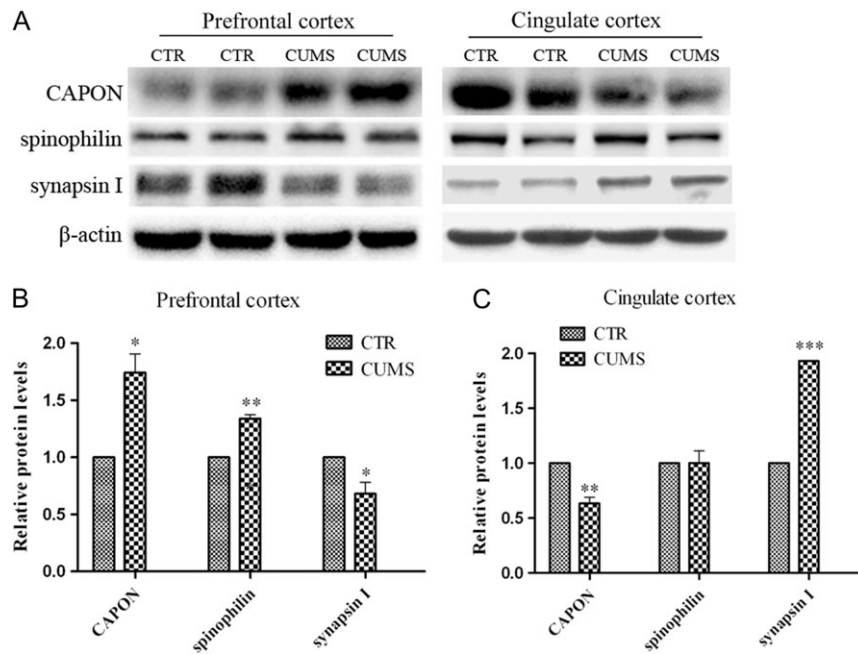 A
Prefrontal cortex
CTR CTR CUMS CUMS
Cingulate cortex
CTR CTR CUMS CUMS
CAPON
spinophilin
synapsin I
β-actin
B
Prefrontal cortex
Relative protein levels
2.0
1.5
1.0
0.5
0.0
CTR
CUMS
*
**
*
CAPON
spinophilin
synapsin I
C
Cingulate cortex
Relative protein levels
2.0
1.5
1.0
0.5
0.0
CTR
CUMS
**
***
CAPON
spinophilin
synapsin I